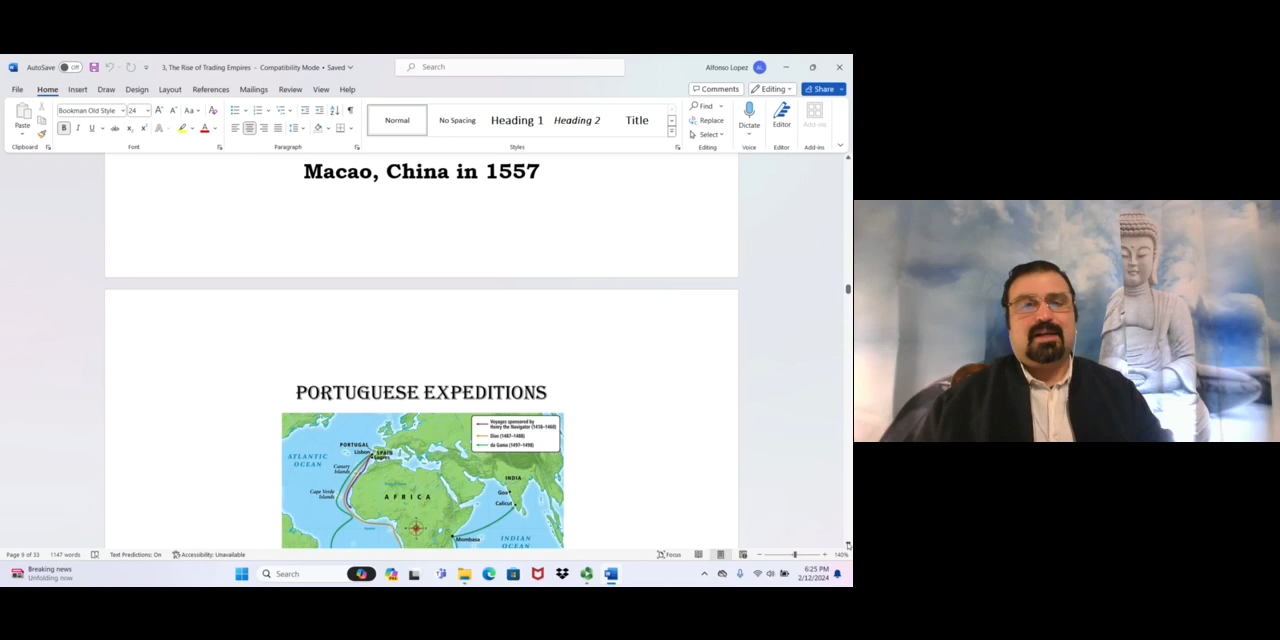 AutoSave Off 3, The Rise of Trading Empires - Compatibility Mode • Saved Search Alfonso Lopez AL
File Home Insert Draw Design Layout References Mailings Review View Help Comments Editing Share
Paste Bookman Old Style 24 Aa Normal No Spacing Heading 1 Heading 2 Title Find Replace Select Dictate Editor Add-ins
Clipboard Font Paragraph Styles Editing Voice Editor Add-ins
Macao, China in 1557
PORTUGUESE EXPEDITIONS
Voyages sponsored by
Henry the Navigator (1418–1460)
Dias (1487–1488)
da Gama (1497–1498)
PORTUGAL
Lisbon
SPAIN
ATLANTIC
OCEAN
Canary
Islands
INDIA
Cape Verde
Islands
AFRICA
Goa
Calicut
Mombasa
INDIAN
OCEAN
Page 9 of 33 1147 words Text Predictions: On Accessibility: Unavailable Focus 140%
Breaking news
Unfolding now
Search
6:25 PM
2/12/2024